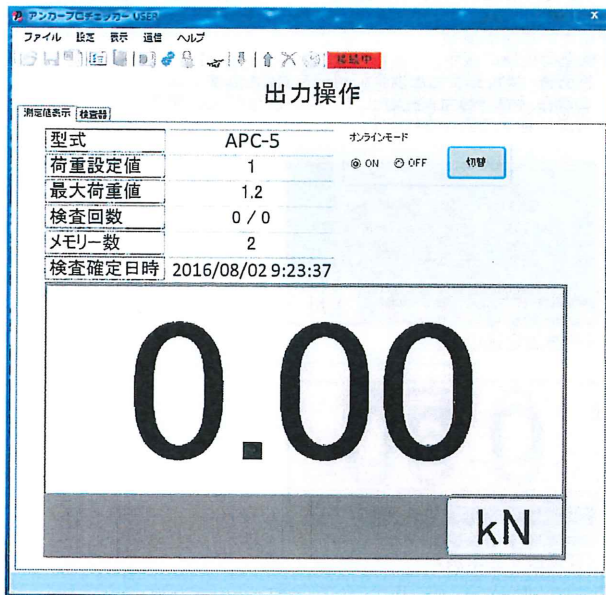 アンカープロチェッカー USER
ファイル 設定 表示 通信 ヘルプ
接続中
出力操作
測定値表示 検査器
型式 APC-5
オンラインモード
荷重設定値 1
ON OFF 切替
最大荷重値 1.2
検査回数 0 / 0
メモリー数 2
検査確定日時 2016/08/02 9:23:37
0.00
kN